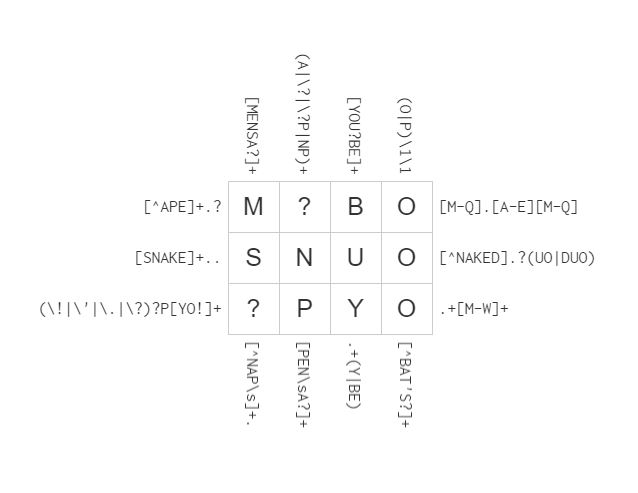 [MENSA?]+
(A|\?|\?P|NP)+
[YOU?BE]+
(O|P)\1\1
[^APE]+.?
M ? B O
[M-Q].[A-E][M-Q]
[SNAKE]+..
S N U O
[^NAKED].?(UO|DUO)
(\!|\'|\.|\?)?P[YO!]+
? P Y O
.+[M-W]+
[^NAP\s]+.
[PEN\sA?]+
.+(Y|BE)
[^BAT'S?]+